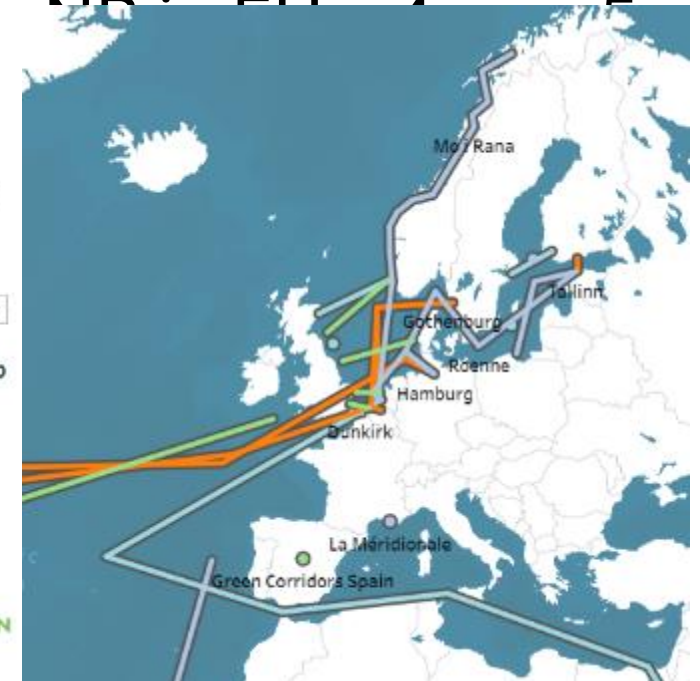 Mo i Rana
Tallinn
Gothenburg
Roenne
Hamburg
Dunkirk
La Méridionale
Green Corridors Spain
N